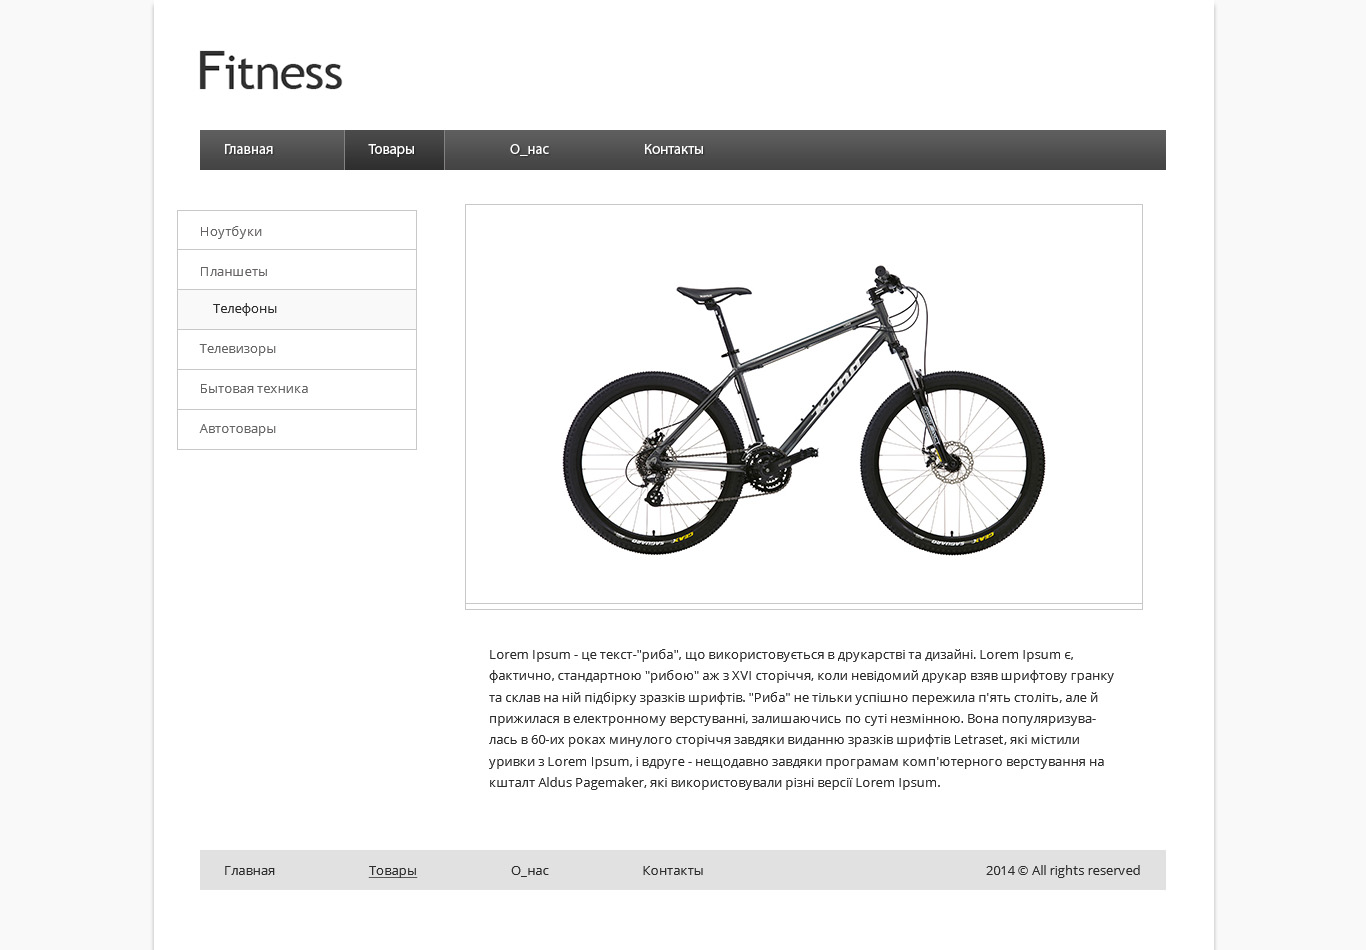 Fitness
Главная Товары О_нас Контакты
Ноутбуки
Планшеты
Телефоны
Телевизоры
Бытовая техника
Автотовары
KONA
Lorem Ipsum - це текст-"риба", що використовується в друкарстві та дизайні. Lorem Ipsum є,
фактично, стандартною "рибою" аж з XVI сторіччя, коли невідомий друкар взяв шрифтову гранку
та склав на ній підбірку зразків шрифтів. "Риба" не тільки успішно пережила п'ять століть, але й
прижилася в електронному верстуванні, залишаючись по суті незмінною. Вона популяризува-
лась в 60-их роках минулого сторіччя завдяки виданню зразків шрифтів Letraset, які містили
уривки з Lorem Ipsum, і вдруге - нещодавно завдяки програмам комп'ютерного верстування на
кшталт Aldus Pagemaker, які використовували різні версії Lorem Ipsum.
Главная Товары О_нас Контакты 2014 © All rights reserved